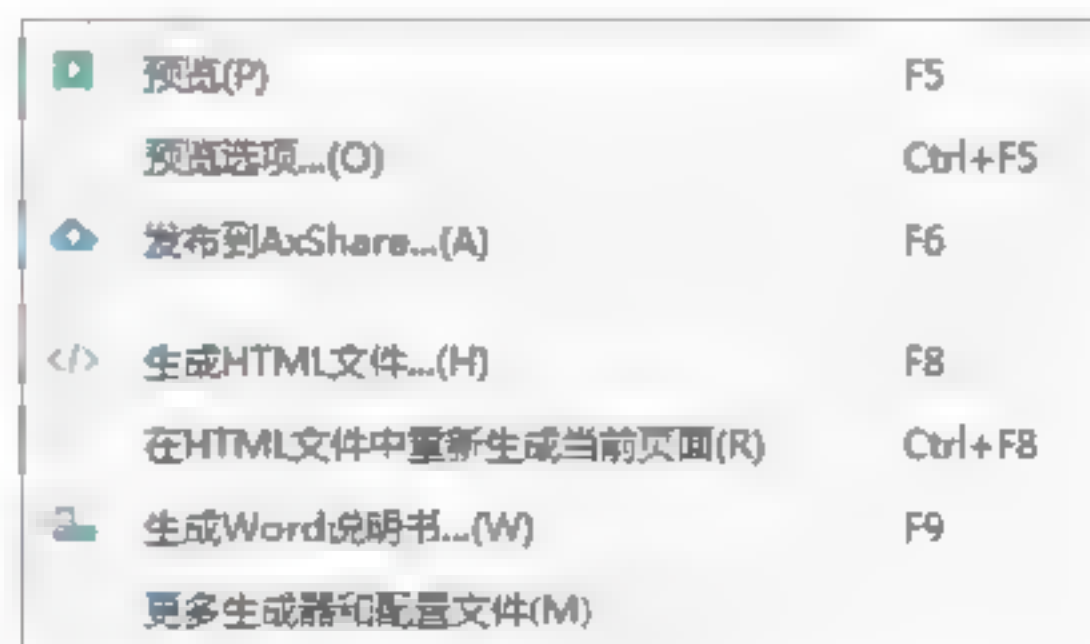 预览(P) F5
预览选项...(O) Ctrl+F5
发布到AxShare...(A) F6
生成HTML文件...(H) F8
在HTML文件中重新生成当前页面(R) Ctrl+F8
生成Word说明书...(W) F9
更多生成器和配置文件(M)